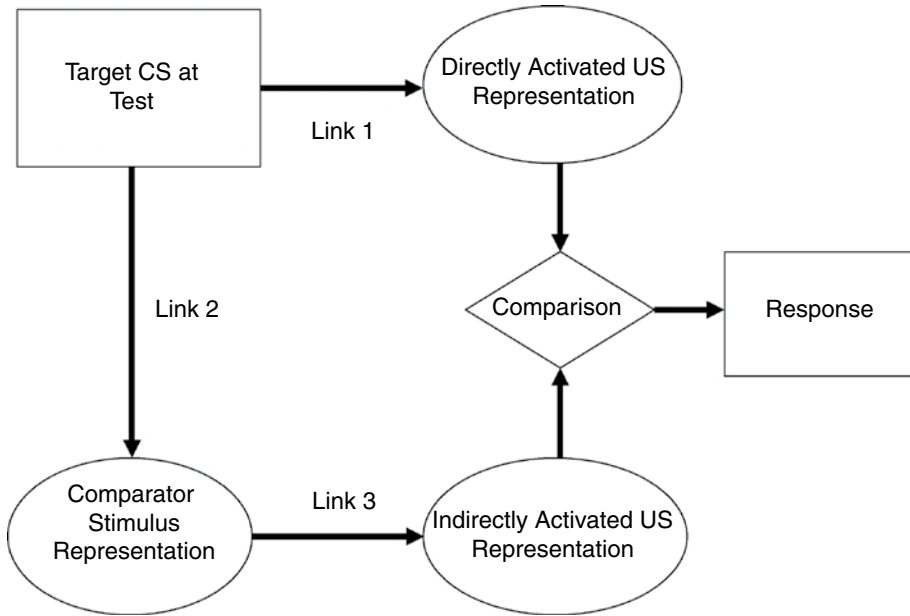 Target CS at
Test
Directly Activated US
Representation
Link 1
Link 2
Comparison
Response
Comparator
Stimulus
Representation
Link 3
Indirectly Activated US
Representation